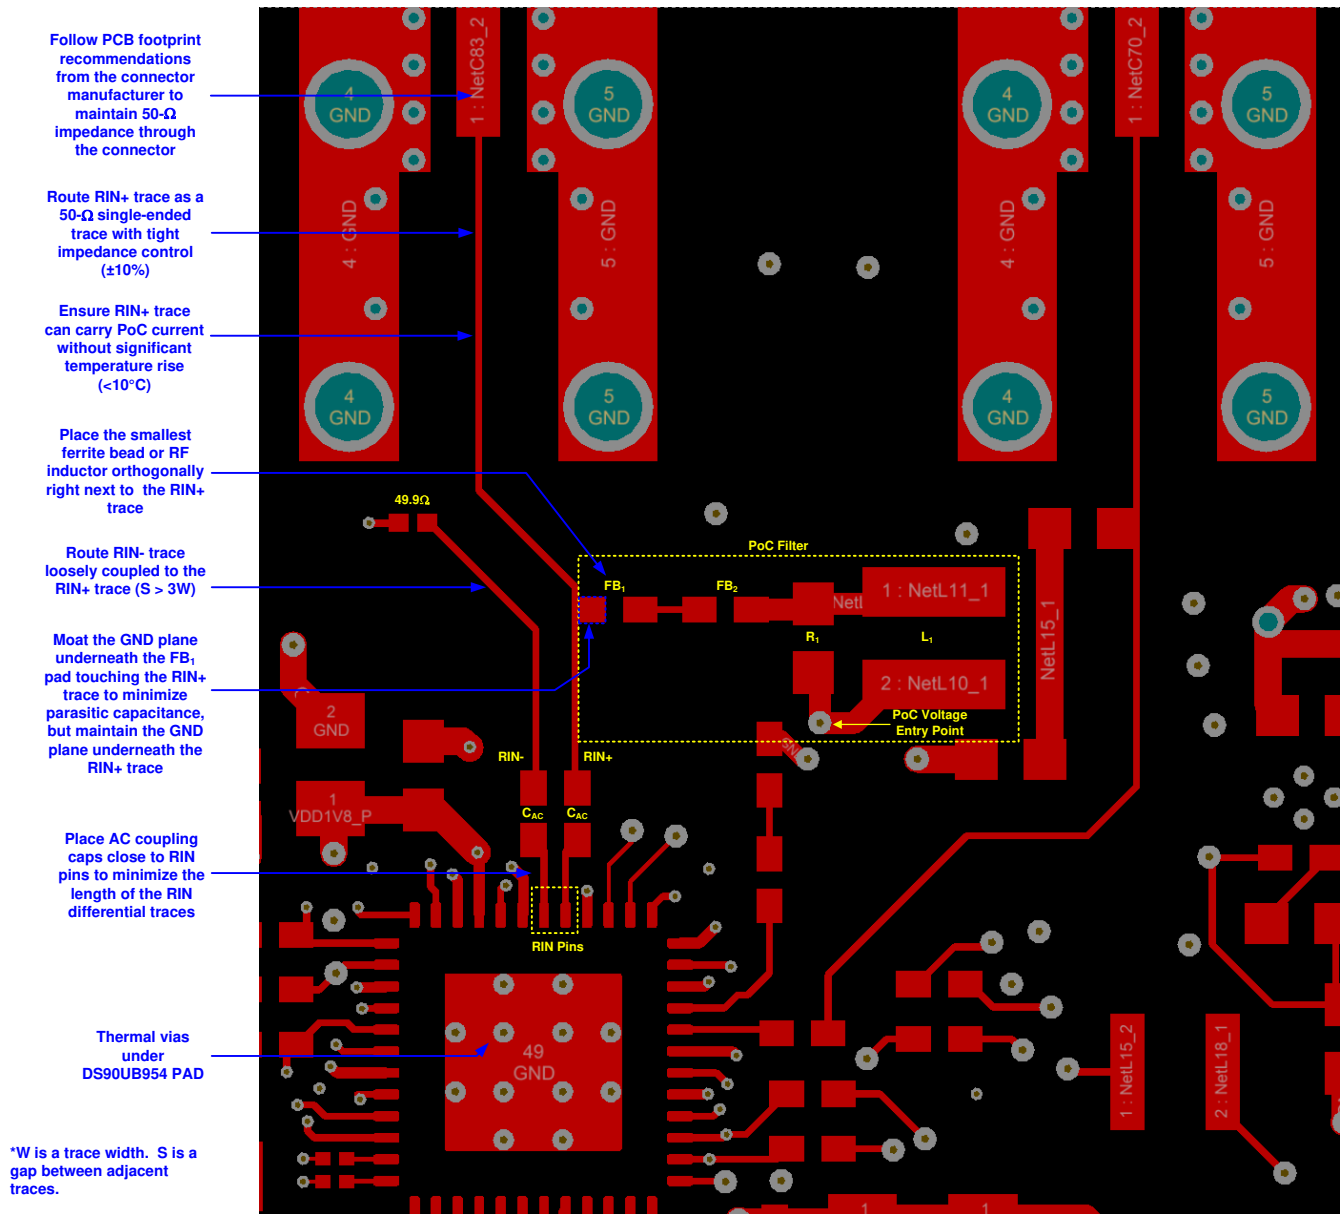 Follow PCB footprint
recommendations
from the connector
manufacturer to
maintain 50-Ω
impedance through
the connector
Route RIN+ trace as a
50-Ω single-ended
trace with tight
impedance control
(±10%)
Ensure RIN+ trace
can carry PoC current
without significant
temperature rise
(<10°C)
Place the smallest
ferrite bead or RF
inductor orthogonally
right next to the RIN+
trace
Route RIN- trace
loosely coupled to the
RIN+ trace (S > 3W)
Moat the GND plane
underneath the FB₁
pad touching the RIN+
trace to minimize
parasitic capacitance,
but maintain the GND
plane underneath the
RIN+ trace
Place AC coupling
caps close to RIN
pins to minimize the
length of the RIN
differential traces
Thermal vias
under
DS90UB954 PAD
*W is a trace width. S is a
gap between adjacent
traces.
4
GND
1 : NetC83_2
5
GND
4
GND
1 : NetC70_2
5
GND
4 : GND
5 : GND
4 : GND
5 : GND
4
GND
5
GND
4
GND
5
GND
49.9Ω
PoC Filter
FB₁
FB₂
NetL
1 : NetL11_1
R₁
L₁
NetL15_1
2 : NetL10_1
PoC Voltage
Entry Point
2
GND
RIN-
RIN+
1
VDD1V8_P
C_AC
C_AC
RIN Pins
49
GND
1 : NetL15_2
2 : NetL18_1
1
1